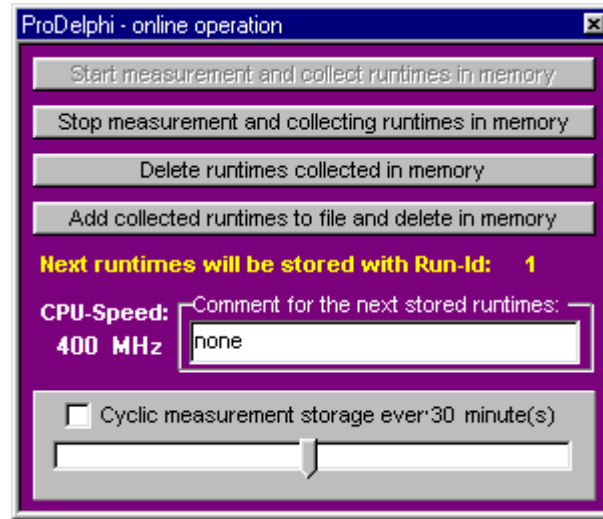 ProDelphi - online operation
Start measurement and collect runtimes in memory
Stop measurement and collecting runtimes in memory
Delete runtimes collected in memory
Add collected runtimes to file and delete in memory
Next runtimes will be stored with Run-Id: 1
CPU-Speed:
400 MHz
Comment for the next stored runtimes:
none
Cyclic measurement storage ever 30 minute(s)